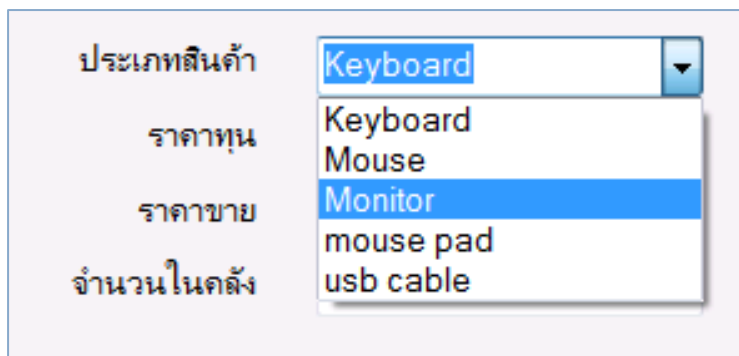 ประเภทสินค้า Keyboard
Keyboard
ราคาทุน
Mouse
Monitor
ราคาขาย
mouse pad
จำนวนในคลัง usb cable